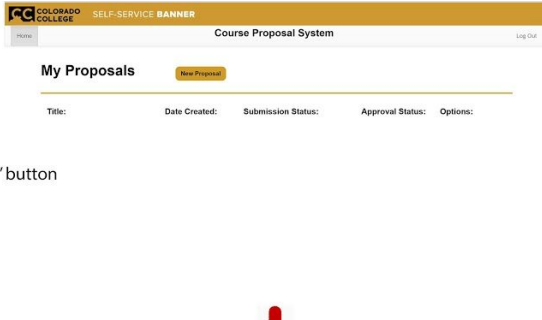 CC COLORADO COLLEGE SELF-SERVICE BANNER
Home Course Proposal System Log Out
My Proposals New Proposal
Title: Date Created: Submission Status: Approval Status: Options:
' button